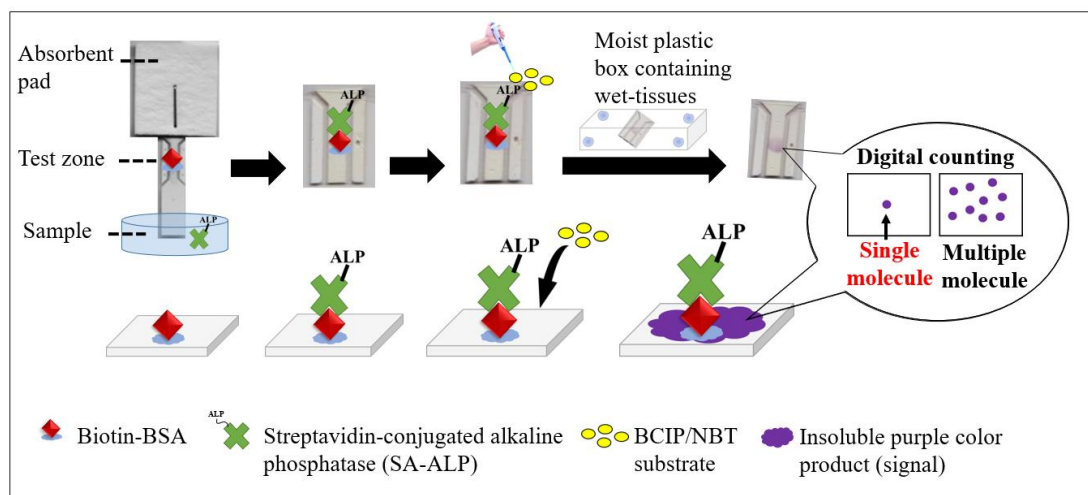 Absorbent
pad
Test zone
Sample
ALP
ALP
ALP
Moist plastic
box containing
wet-tissues
Digital counting
Single
molecule
Multiple
molecule
ALP
ALP
ALP
Biotin-BSA
ALP
Streptavidin-conjugated alkaline
phosphatase (SA-ALP)
BCIP/NBT
substrate
Insoluble purple color
product (signal)